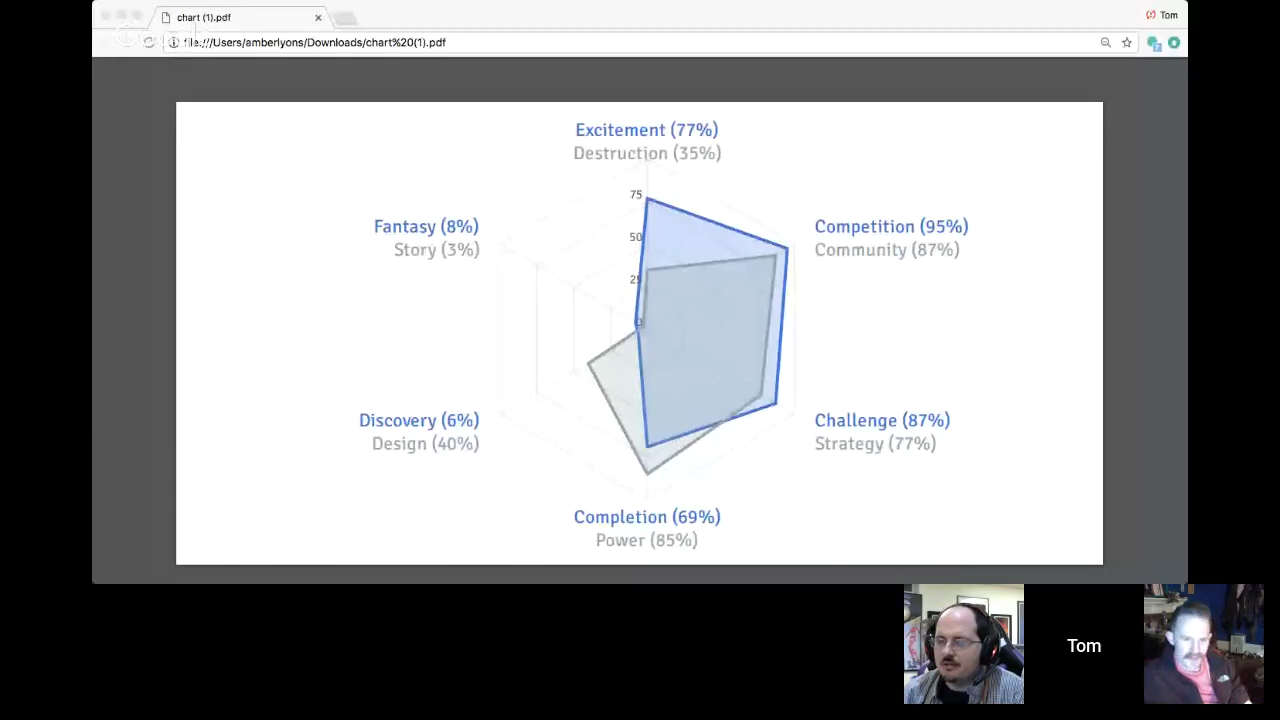 chart (1).pdf
Tom
file:///Users/amberlyons/Downloads/chart%20(1).pdf
Excitement (77%)
Destruction (35%)
75
Fantasy (8%)
Story (3%)
50
Competition (95%)
Community (87%)
25
0
Discovery (6%)
Design (40%)
Challenge (87%)
Strategy (77%)
Completion (69%)
Power (85%)
Tom